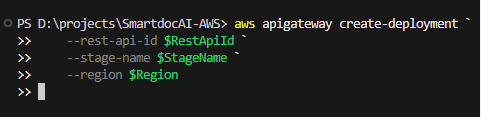 PS D:\projects\SmartdocAI-AWS> aws apigateway create-deployment `
>>     --rest-api-id $RestApiId `
>>     --stage-name $StageName `
>>     --region $Region
>>